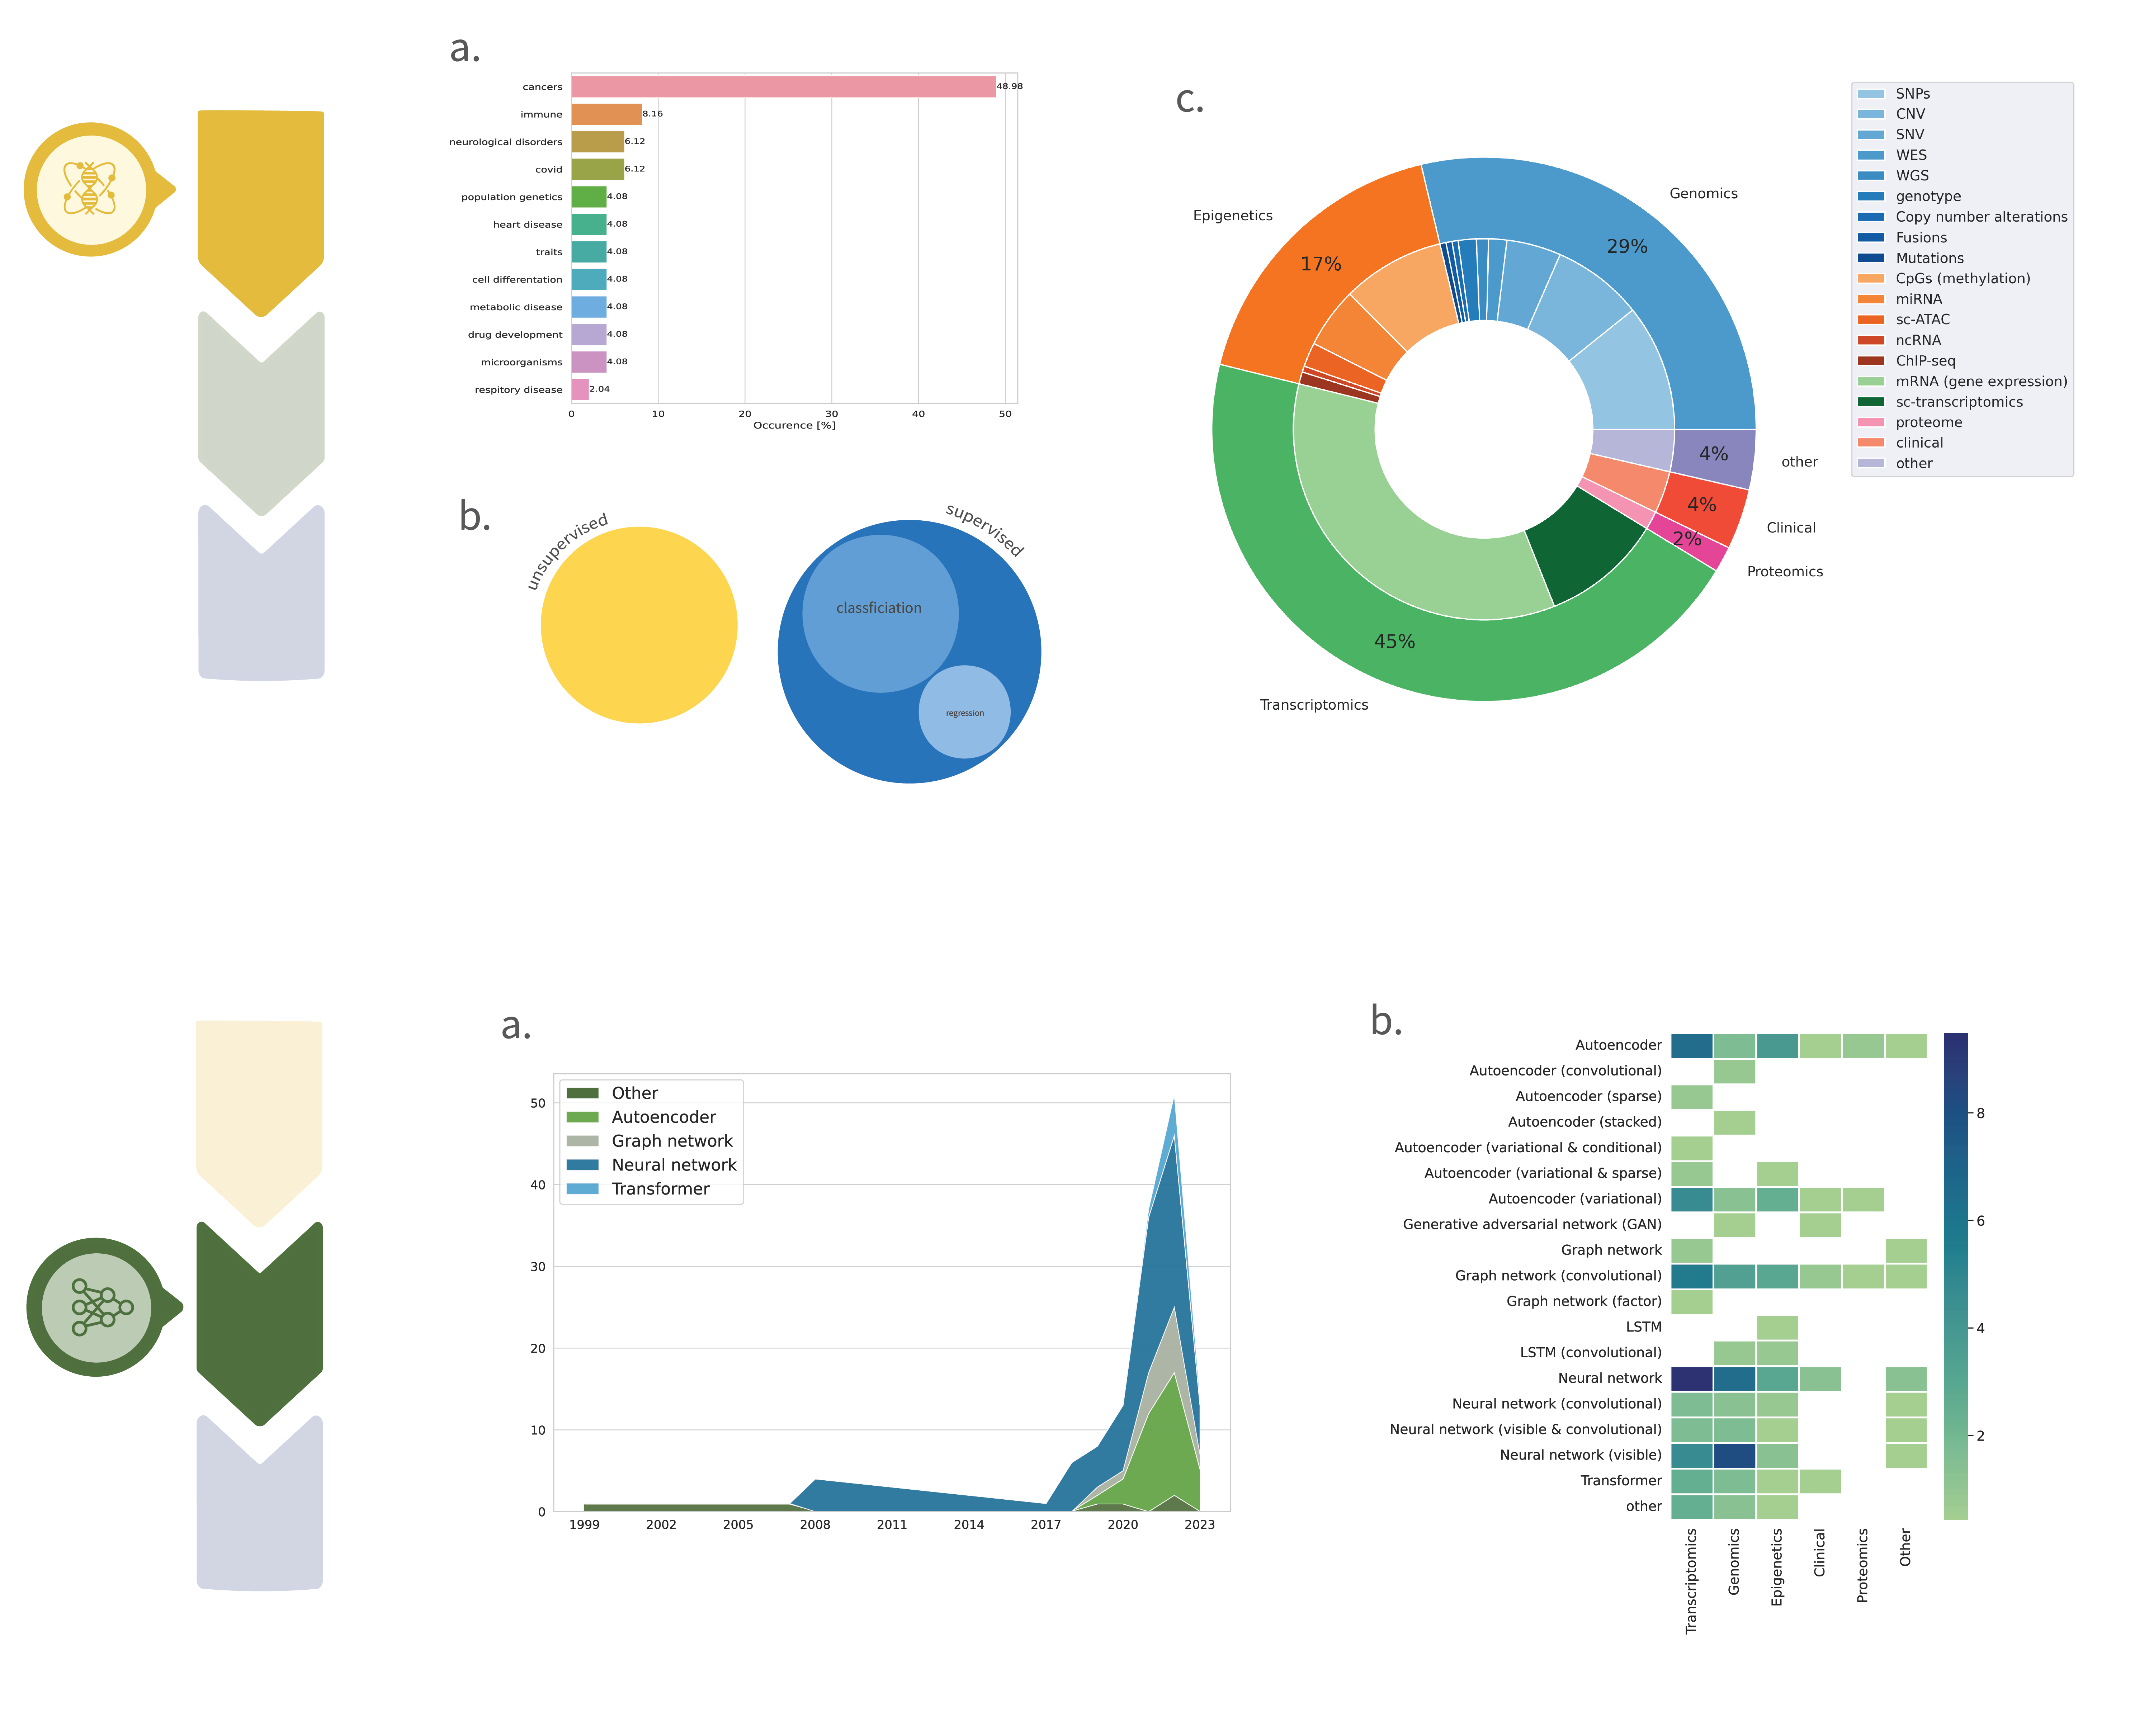 a.
cancers
48.98
immune
8.16
neurological disorders
6.12
covid
6.12
population genetics
4.08
heart disease
4.08
traits
4.08
cell differentation
4.08
metabolic disease
4.08
drug development
4.08
microorganisms
4.08
respitory disease
2.04
0 10 20 30 40 50
Occurence [%]
b.
unsupervised
supervised
classficiation
regression
c.
Genomics
29%
Epigenetics
17%
other
4%
Clinical
4%
Proteomics
2%
Transcriptomics
45%
SNPs
CNV
SNV
WES
WGS
genotype
Copy number alterations
Fusions
Mutations
CpGs (methylation)
miRNA
sc-ATAC
ncRNA
ChIP-seq
mRNA (gene expression)
sc-transcriptomics
proteome
clinical
other
a.
Other
Autoencoder
Graph network
Neural network
Transformer
50
40
30
20
10
0
1999 2002 2005 2008 2011 2014 2017 2020 2023
b.
Autoencoder
Autoencoder (convolutional)
Autoencoder (sparse)
Autoencoder (stacked)
Autoencoder (variational & conditional)
Autoencoder (variational & sparse)
Autoencoder (variational)
Generative adversarial network (GAN)
Graph network
Graph network (convolutional)
Graph network (factor)
LSTM
LSTM (convolutional)
Neural network
Neural network (convolutional)
Neural network (visible & convolutional)
Neural network (visible)
Transformer
other
Transcriptomics
Genomics
Epigenetics
Clinical
Proteomics
Other
8
6
4
2